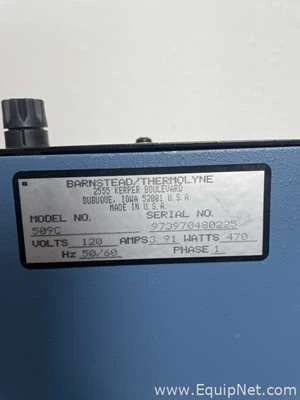 BARNSTEAD/THERMOLYNE
2555 KERPER BOULEVARD
DUBUQUE, IOWA 52001 U.S.A
MADE IN U.S.A.
MODEL NO. SERIAL NO.
509G 973970480225
VOLTS 120 AMPS 3.91 WATTS 470
Hz 50/60 PHASE 1
www.EquipNet.com